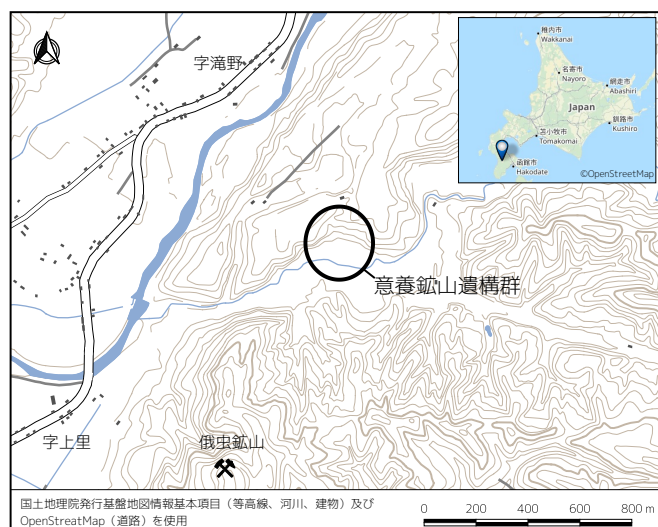 字滝野
稚内市
Wakkanai
名寄市
Nayoro
網走市
Abashiri
Japan
釧路市
Kushiro
苫小牧市
Tomakomai
函館市
Hakodate
©OpenStreetMap
意養鉱山遺構群
字上里
俄虫鉱山
国土地理院発行基盤地図情報基本項目（等高線、河川、建物）及び
OpenStreatMap（道路）を使用
0 200 400 600 800 m